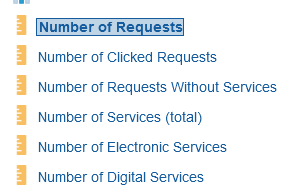 Number of Requests
Number of Clicked Requests
Number of Requests Without Services
Number of Services (total)
Number of Electronic Services
Number of Digital Services